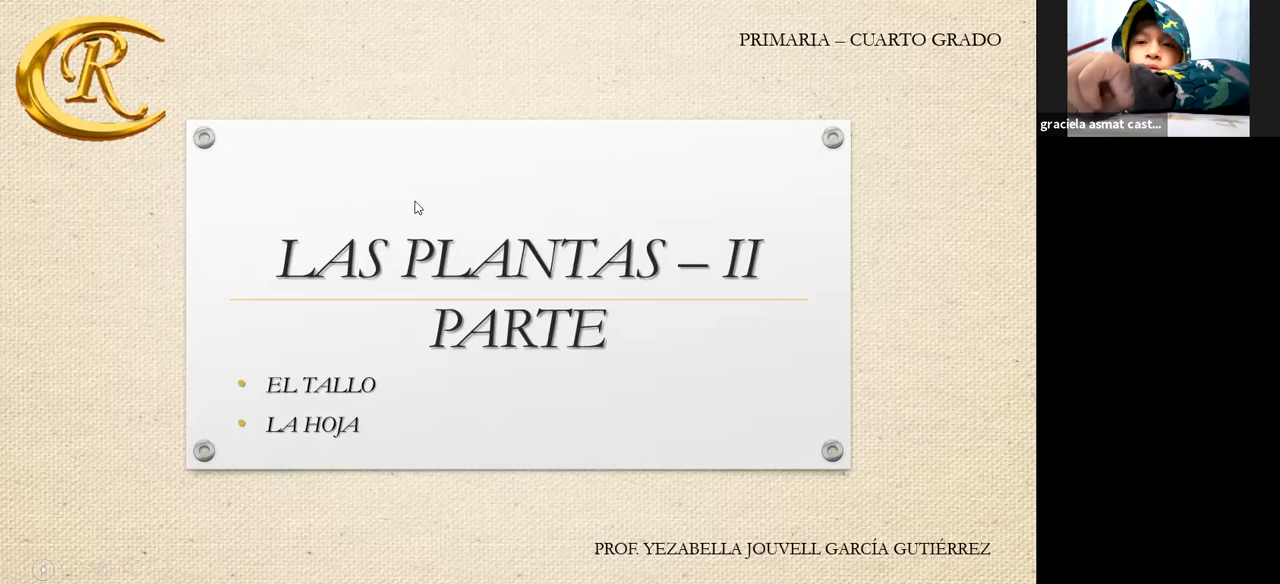 CR
PRIMARIA – CUARTO GRADO
graciela asmat cast...
LAS PLANTAS – II
PARTE
• EL TALLO
• LA HOJA
PROF. YEZABELLA JOUVELL GARCÍA GUTIÉRREZ